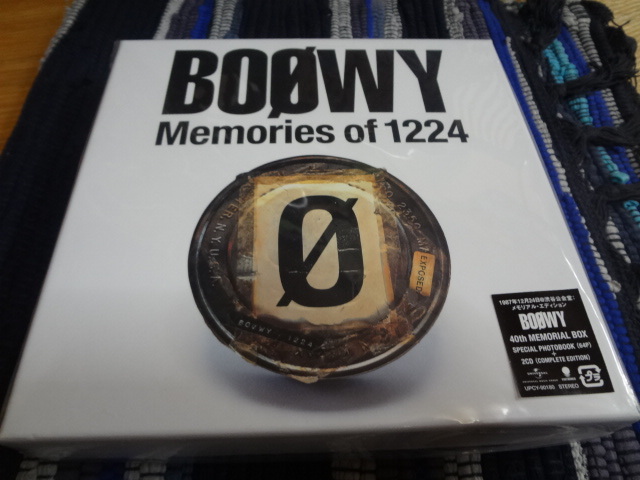 BOØWY
Memories of 1224
Ø
EXPOSED
BOØWY - 1224
1987年12月24日の渋谷公会堂：
メモリアル・エディション
BOØWY
40th MEMORIAL BOX
SPECIAL PHOTOBOOK (64P)
+
2CD (COMPLETE EDITION)
UPCY-90180 STEREO